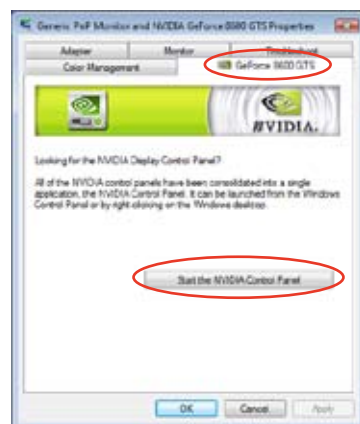 Generic PnP Monitor and NVIDIA GeForce 8600 GTS Properties
Adapter Monitor Troubleshoot
Color Management GeForce 8600 GTS
NVIDIA.
Looking for the NVIDIA Display Control Panel?
All of the NVIDIA control panels have been consolidated into a single
application, the NVIDIA Control Panel. It can be launched from the Windows
Control Panel or by right clicking on the Windows desktop.
Start the NVIDIA Control Panel
OK Cancel Apply